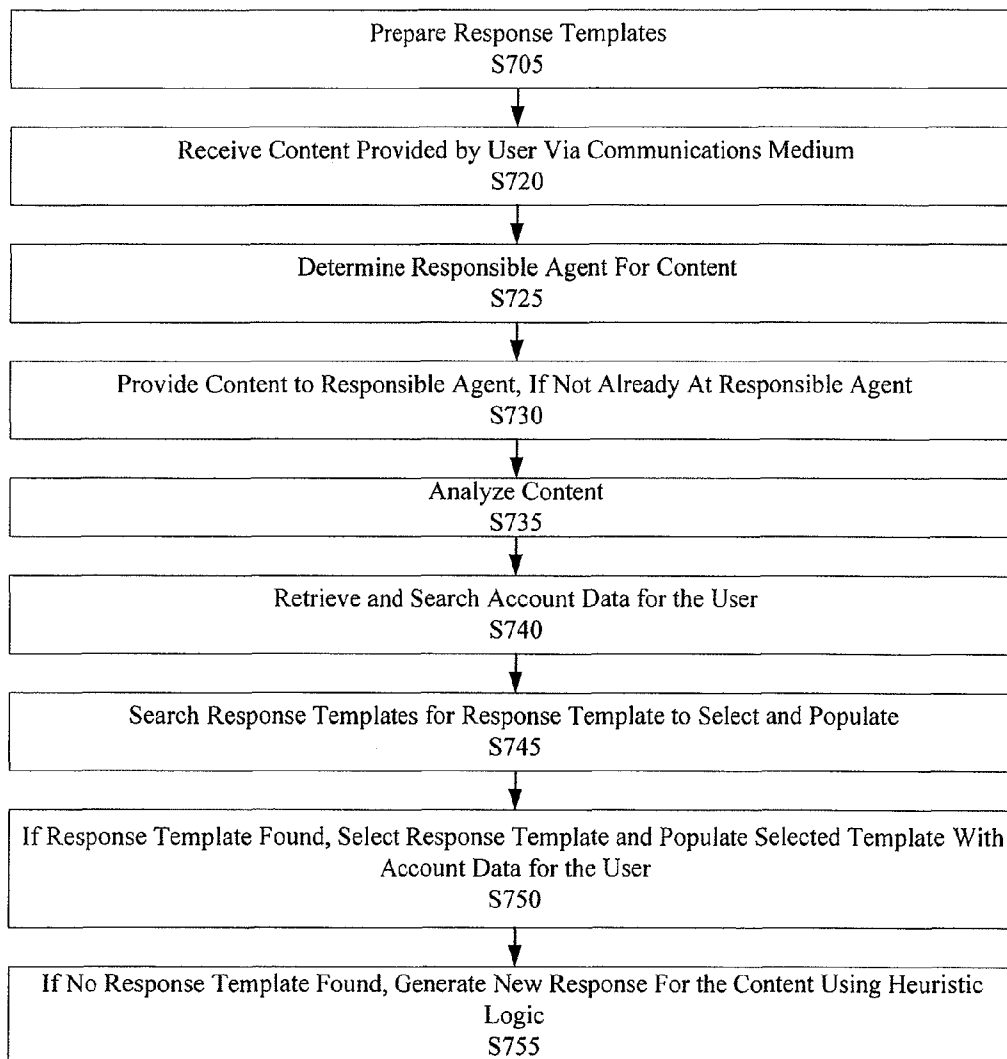 Prepare Response Templates
S705
Receive Content Provided by User Via Communications Medium
S720
Determine Responsible Agent For Content
S725
Provide Content to Responsible Agent, If Not Already At Responsible Agent
S730
Analyze Content
S735
Retrieve and Search Account Data for the User
S740
Search Response Templates for Response Template to Select and Populate
S745
If Response Template Found, Select Response Template and Populate Selected Template With
Account Data for the User
S750
If No Response Template Found, Generate New Response For the Content Using Heuristic
Logic
S755